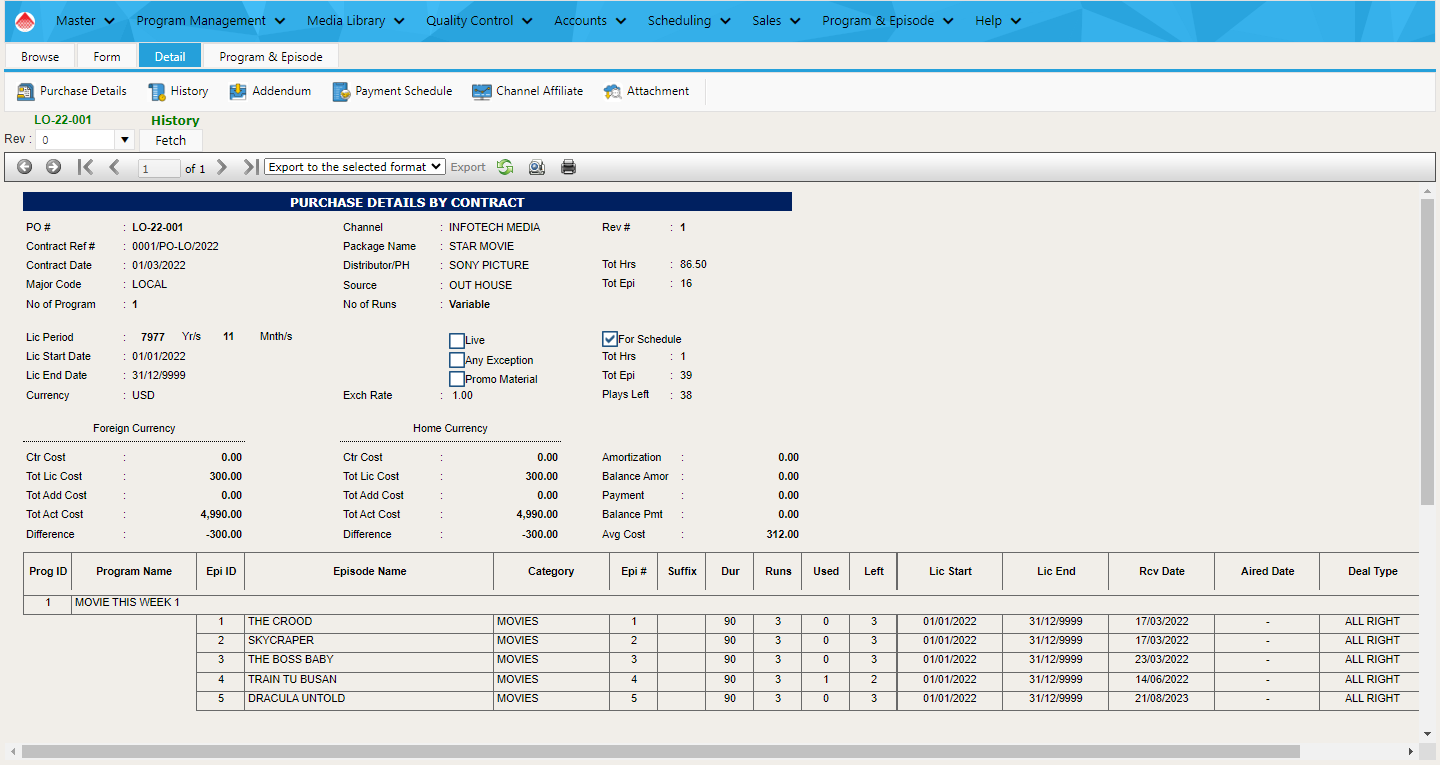 Master Program Management Media Library Quality Control Accounts Scheduling Sales Program & Episode Help
Browse Form Detail Program & Episode
Purchase Details History Addendum Payment Schedule Channel Affiliate Attachment
LO-22-001 History
Rev : 0 Fetch
1 of 1 Export to the selected format Export
PURCHASE DETAILS BY CONTRACT
PO # : LO-22-001 Channel : INFOTECH MEDIA Rev # : 1
Contract Ref # : 0001/PO-LO/2022 Package Name : STAR MOVIE
Contract Date : 01/03/2022 Distributor/PH : SONY PICTURE Tot Hrs : 86.50
Major Code : LOCAL Source : OUT HOUSE Tot Epi : 16
No of Program : 1 No of Runs : Variable
Lic Period : 7977 Yr/s 11 Mnth/s Live For Schedule
Lic Start Date : 01/01/2022 Any Exception Tot Hrs : 1
Lic End Date : 31/12/9999 Promo Material Tot Epi : 39
Currency : USD Exch Rate : 1.00 Plays Left : 38
Foreign Currency Home Currency
Ctr Cost : 0.00 Ctr Cost : 0.00 Amortization : 0.00
Tot Lic Cost : 300.00 Tot Lic Cost : 300.00 Balance Amor : 0.00
Tot Add Cost : 0.00 Tot Add Cost : 0.00 Payment : 0.00
Tot Act Cost : 4,990.00 Tot Act Cost : 4,990.00 Balance Pmt : 0.00
Difference : -300.00 Difference : -300.00 Avg Cost : 312.00
Prog ID Program Name Epi ID Episode Name Category Epi # Suffix Dur Runs Used Left Lic Start Lic End Rcv Date Aired Date Deal Type
1 MOVIE THIS WEEK 1
1 THE CROOD MOVIES 1 90 3 0 3 01/01/2022 31/12/9999 17/03/2022 - ALL RIGHT
2 SKYCRAPER MOVIES 2 90 3 0 3 01/01/2022 31/12/9999 17/03/2022 - ALL RIGHT
3 THE BOSS BABY MOVIES 3 90 3 0 3 01/01/2022 31/12/9999 23/03/2022 - ALL RIGHT
4 TRAIN TU BUSAN MOVIES 4 90 3 1 2 01/01/2022 31/12/9999 14/06/2022 - ALL RIGHT
5 DRACULA UNTOLD MOVIES 5 90 3 0 3 01/01/2022 31/12/9999 21/08/2023 - ALL RIGHT